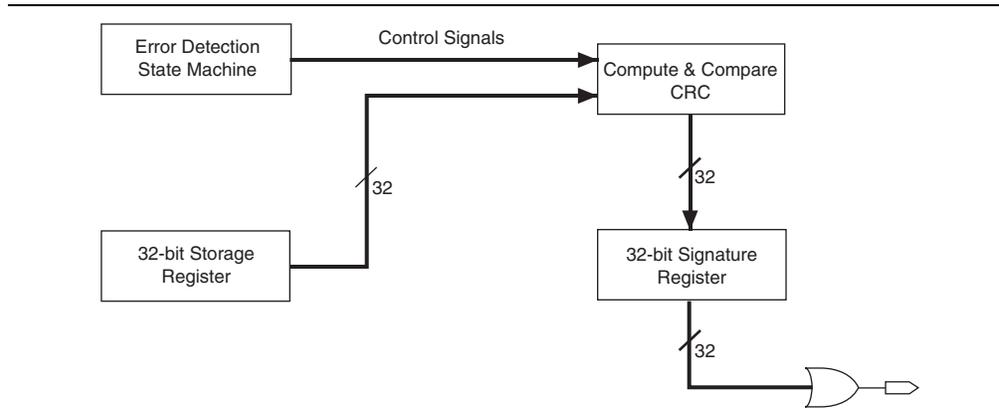 Error Detection
State Machine
Control Signals
Compute & Compare
CRC
32
32
32-bit Storage
Register
32-bit Signature
Register
32